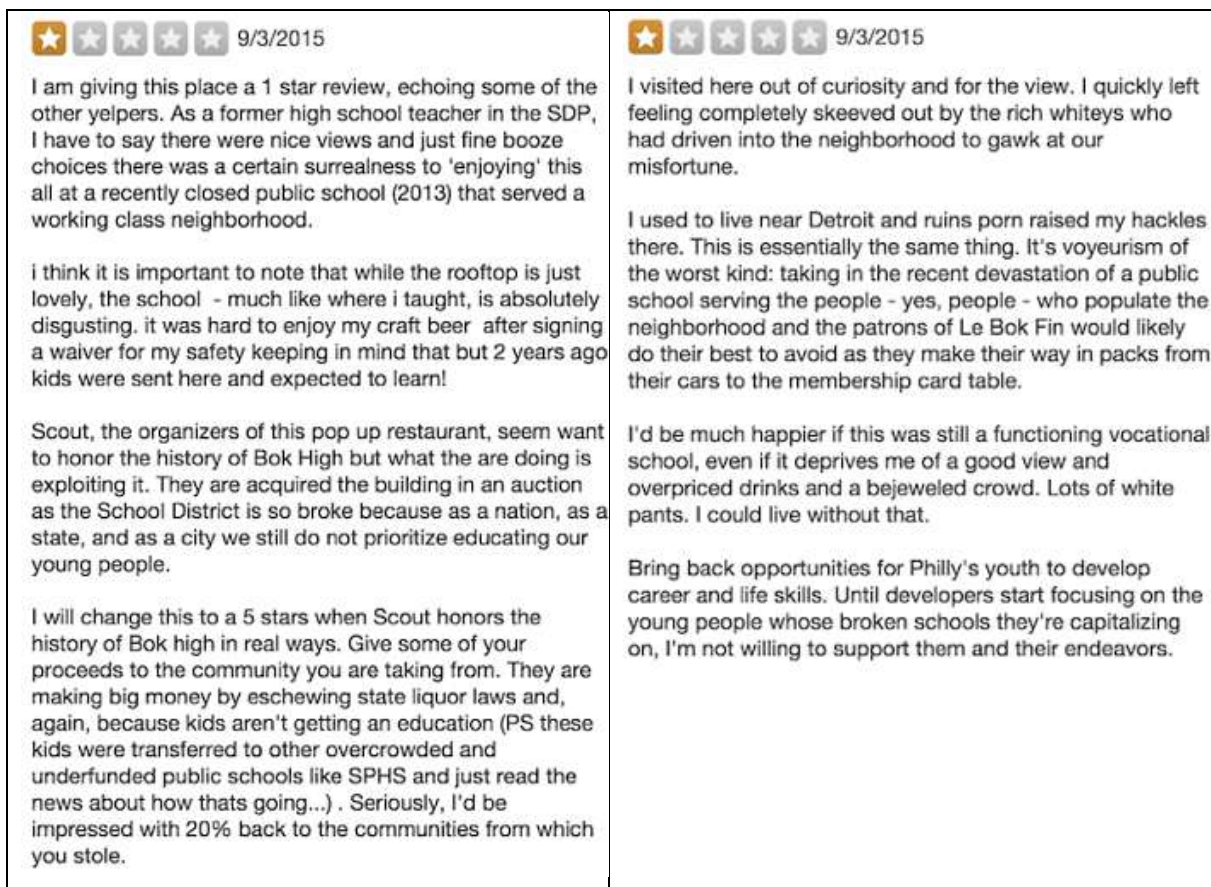 9/3/2015
I am giving this place a 1 star review, echoing some of the
other yelpers. As a former high school teacher in the SDP,
I have to say there were nice views and just fine booze
choices there was a certain surrealness to 'enjoying' this
all at a recently closed public school (2013) that served a
working class neighborhood.
i think it is important to note that while the rooftop is just
lovely, the school - much like where i taught, is absolutely
disgusting. it was hard to enjoy my craft beer after signing
a waiver for my safety keeping in mind that but 2 years ago
kids were sent here and expected to learn!
Scout, the organizers of this pop up restaurant, seem want
to honor the history of Bok High but what the are doing is
exploiting it. They are acquired the building in an auction
as the School District is so broke because as a nation, as a
state, and as a city we still do not prioritize educating our
young people.
I will change this to a 5 stars when Scout honors the
history of Bok high in real ways. Give some of your
proceeds to the community you are taking from. They are
making big money by eschewing state liquor laws and,
again, because kids aren't getting an education (PS these
kids were transferred to other overcrowded and
underfunded public schools like SPHS and just read the
news about how thats going...) . Seriously, I'd be
impressed with 20% back to the communities from which
you stole.
9/3/2015
I visited here out of curiosity and for the view. I quickly left
feeling completely skeeved out by the rich whiteys who
had driven into the neighborhood to gawk at our
misfortune.
I used to live near Detroit and ruins porn raised my hackles
there. This is essentially the same thing. It's voyeurism of
the worst kind: taking in the recent devastation of a public
school serving the people - yes, people - who populate the
neighborhood and the patrons of Le Bok Fin would likely
do their best to avoid as they make their way in packs from
their cars to the membership card table.
I'd be much happier if this was still a functioning vocational
school, even if it deprives me of a good view and
overpriced drinks and a bejeweled crowd. Lots of white
pants. I could live without that.
Bring back opportunities for Philly's youth to develop
career and life skills. Until developers start focusing on the
young people whose broken schools they're capitalizing
on, I'm not willing to support them and their endeavors.